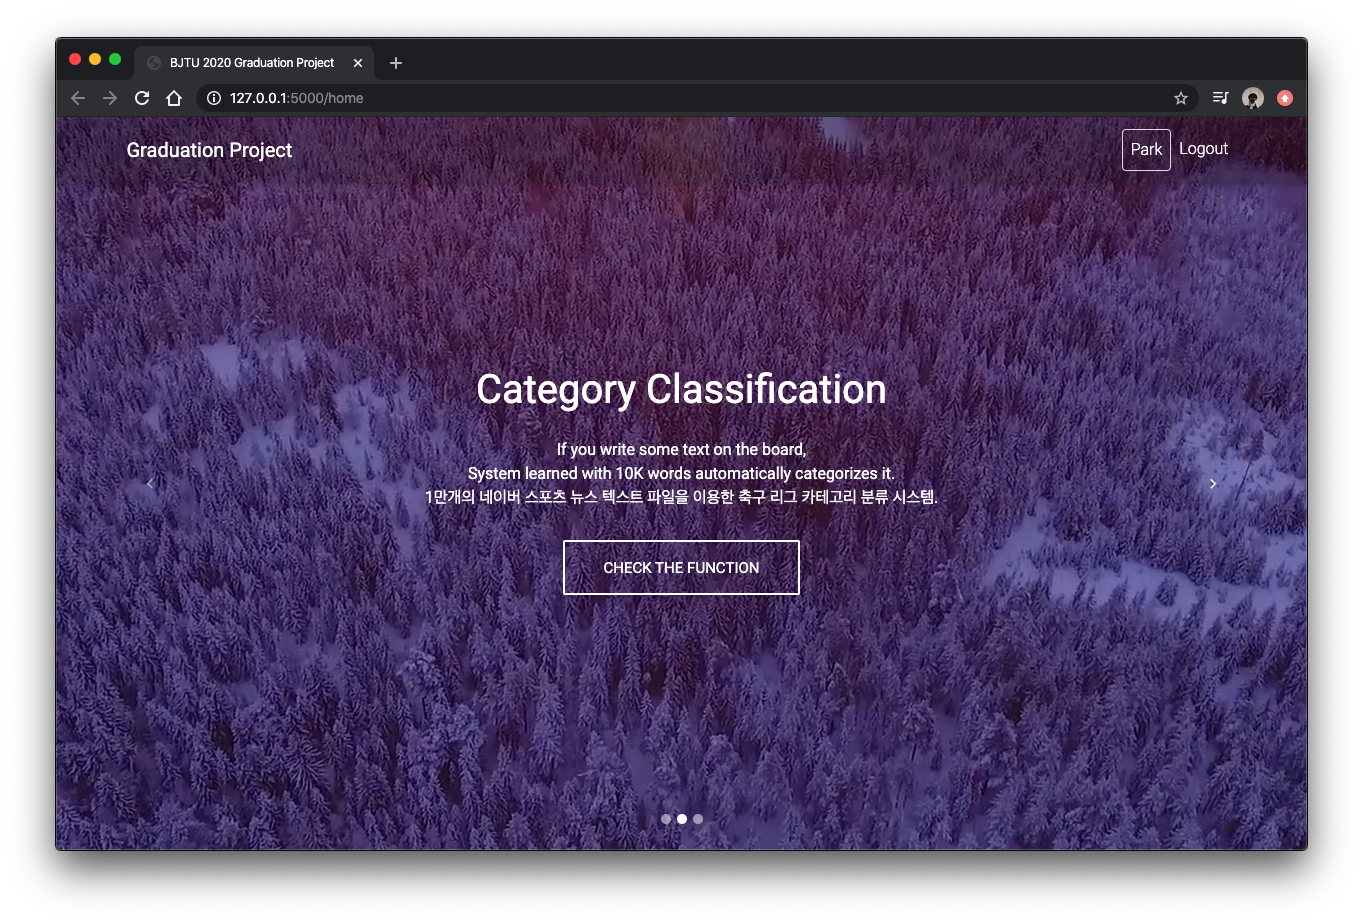 BJTU 2020 Graduation Project
127.0.0.1:5000/home
Graduation Project
Park
Logout
Category Classification
If you write some text on the board,
System learned with 10K words automatically categorizes it.
1만개의 네이버 스포츠 뉴스 텍스트 파일을 이용한 축구 리그 카테고리 분류 시스템.
CHECK THE FUNCTION